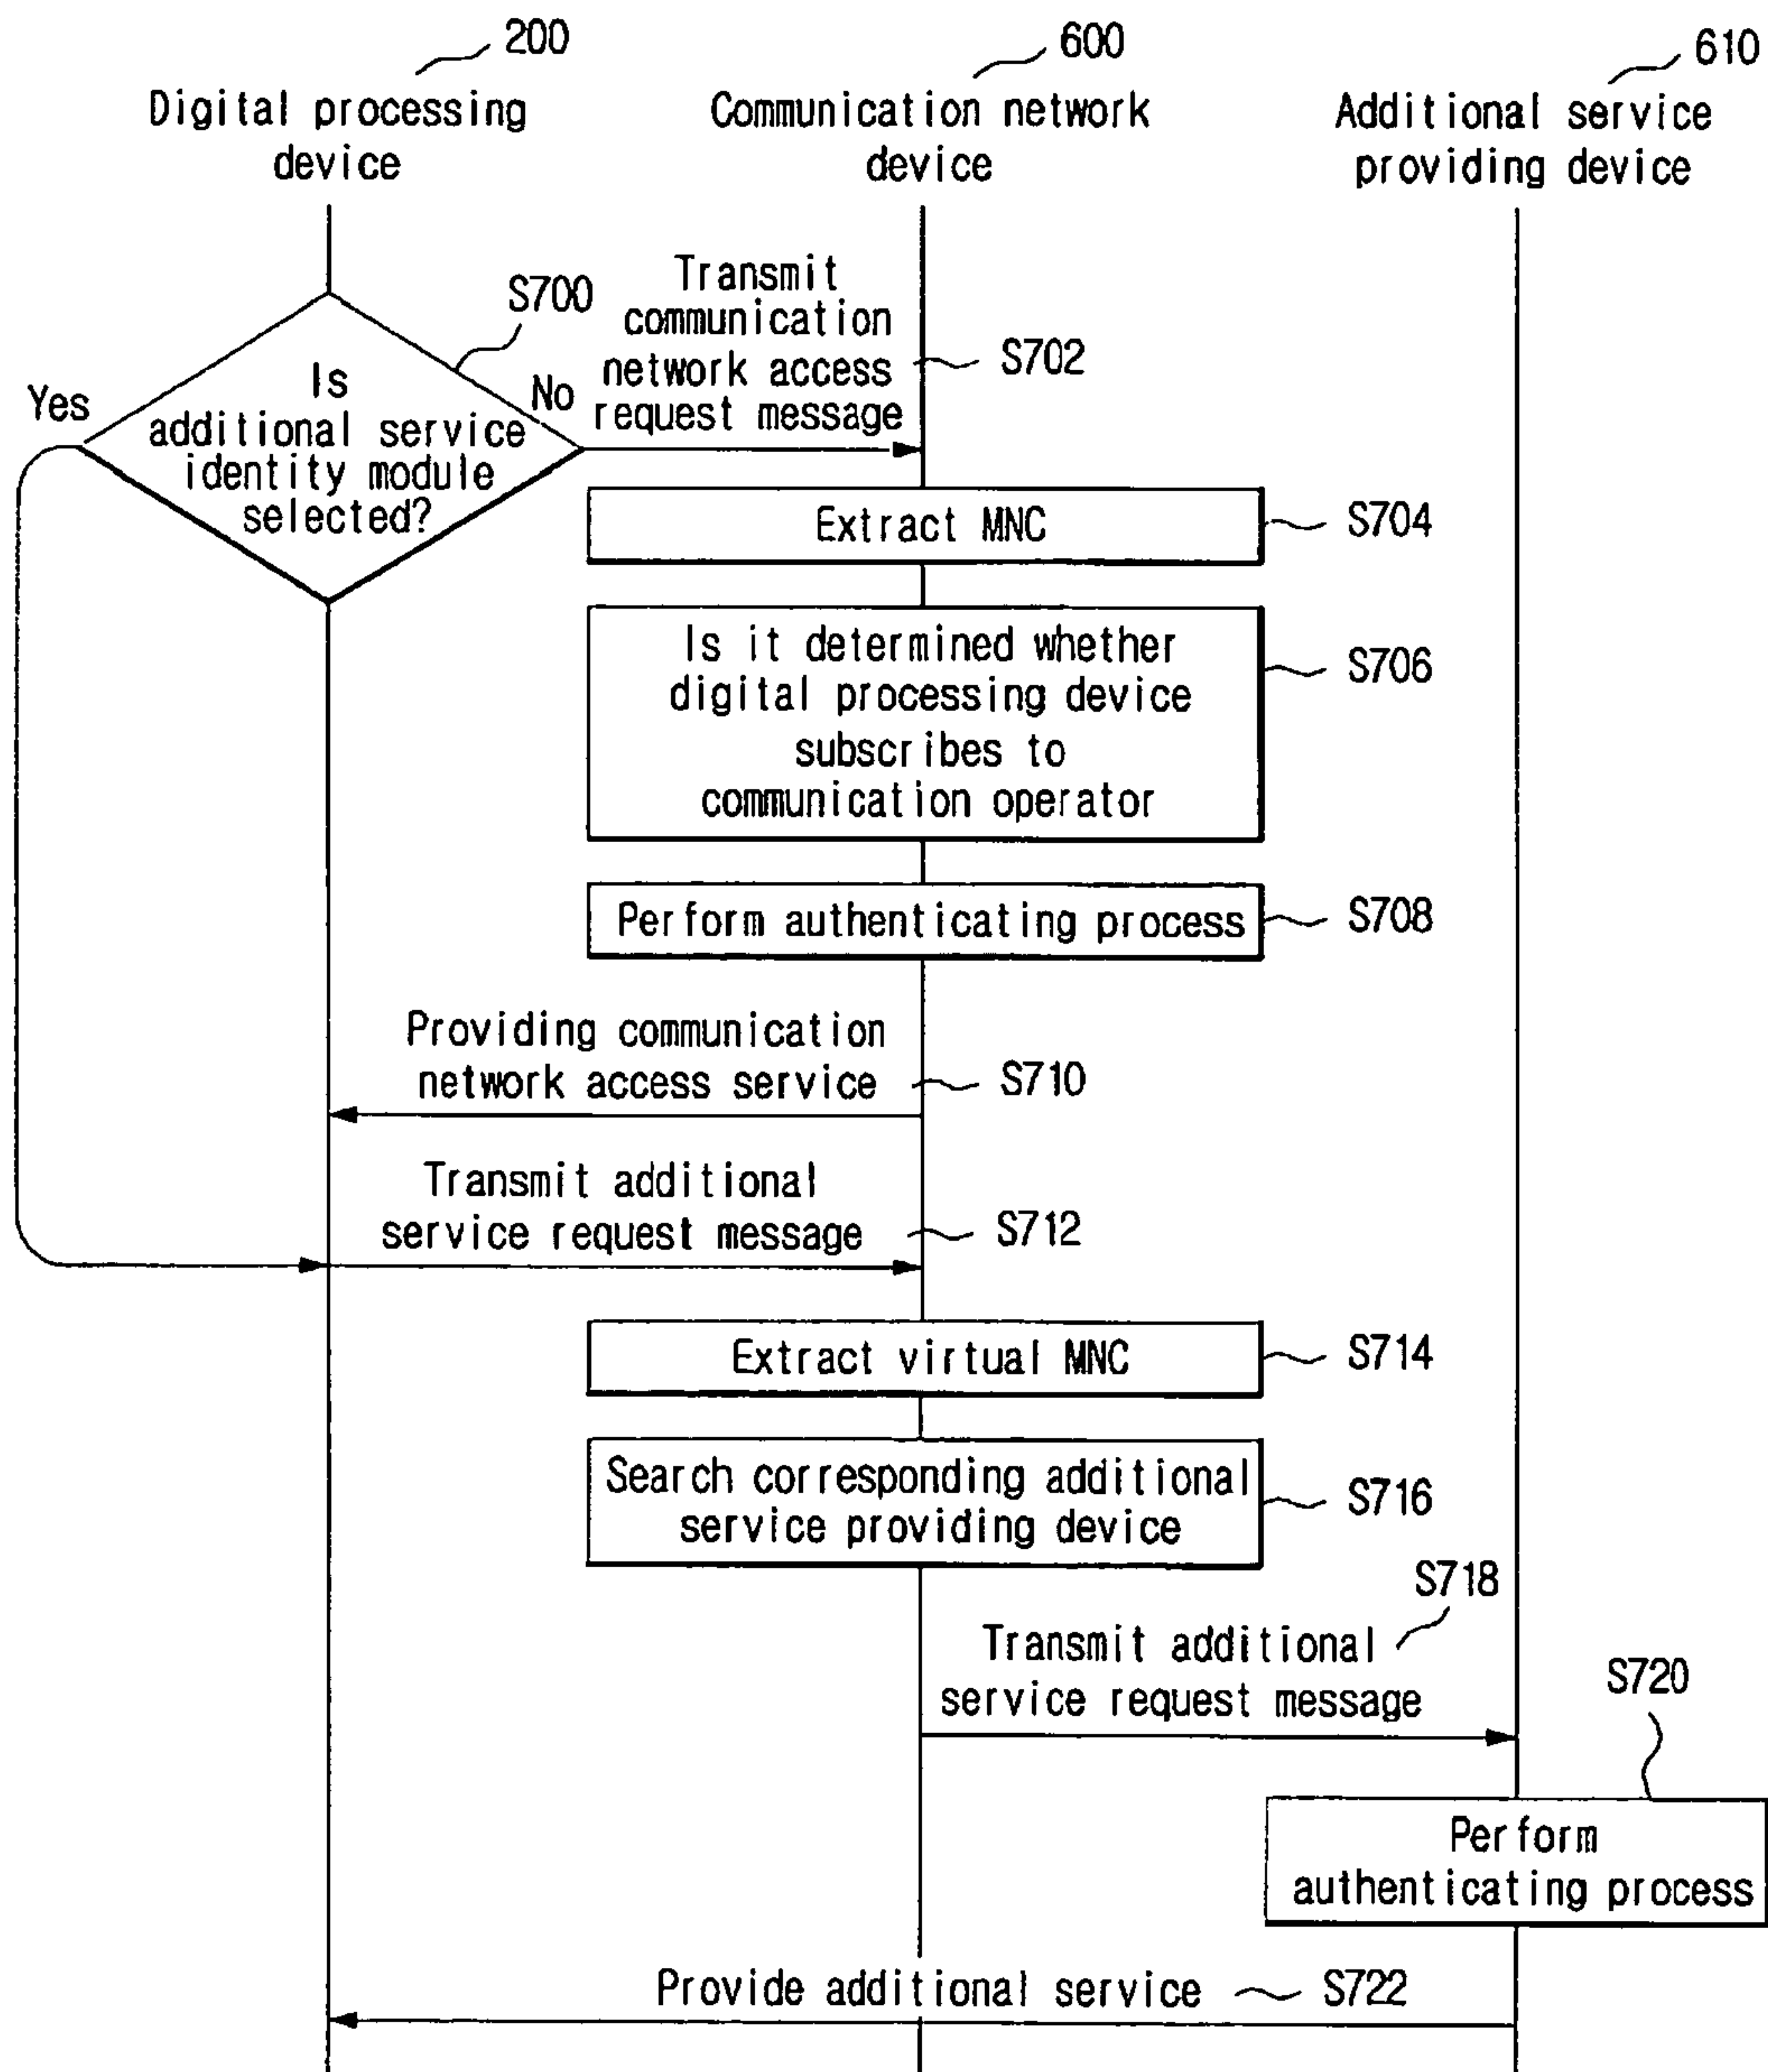 200
Digital processing
device
600
Communication network
device
610
Additional service
providing device
S700
Is
additional service
identity module
selected?
Yes
No
Transmit
communication
network access
request message
S702
Extract MNC
S704
Is it determined whether
digital processing device
subscribes to
communication operator
S706
Perform authenticating process
S708
Providing communication
network access service
S710
Transmit additional
service request message
S712
Extract virtual MNC
S714
Search corresponding additional
service providing device
S716
S718
Transmit additional
service request message
S720
Perform
authenticating process
Provide additional service
S722